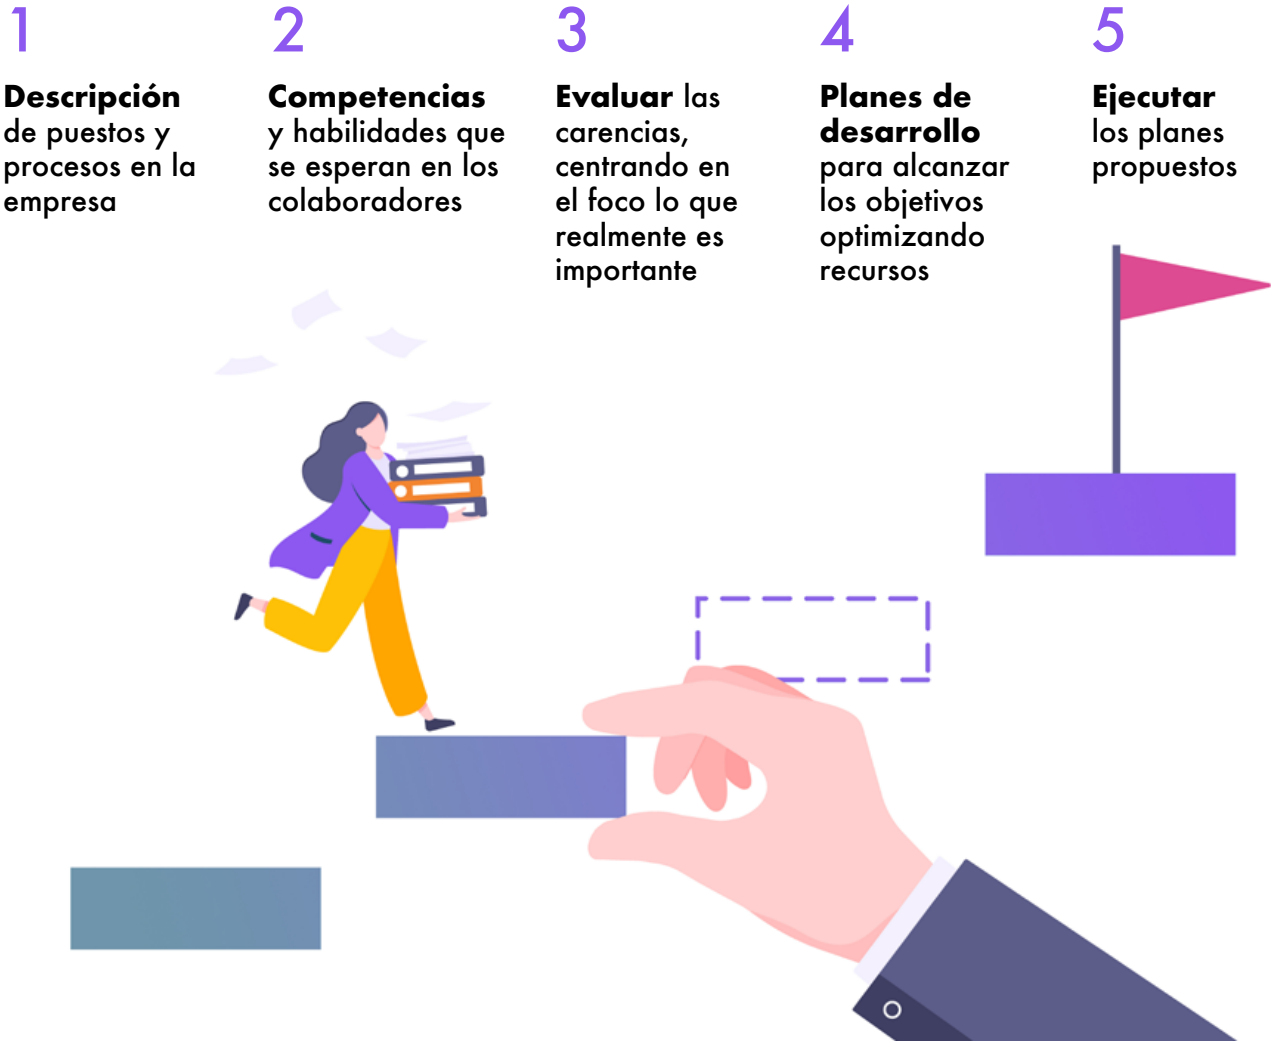 1
Descripción
de puestos y
procesos en la
empresa
2
Competencias
y habilidades que
se esperan en los
colaboradores
3
Evaluar las
carencias,
centrando en
el foco lo que
realmente es
importante
4
Planes de
desarrollo
para alcanzar
los objetivos
optimizando
recursos
5
Ejecutar
los planes
propuestos